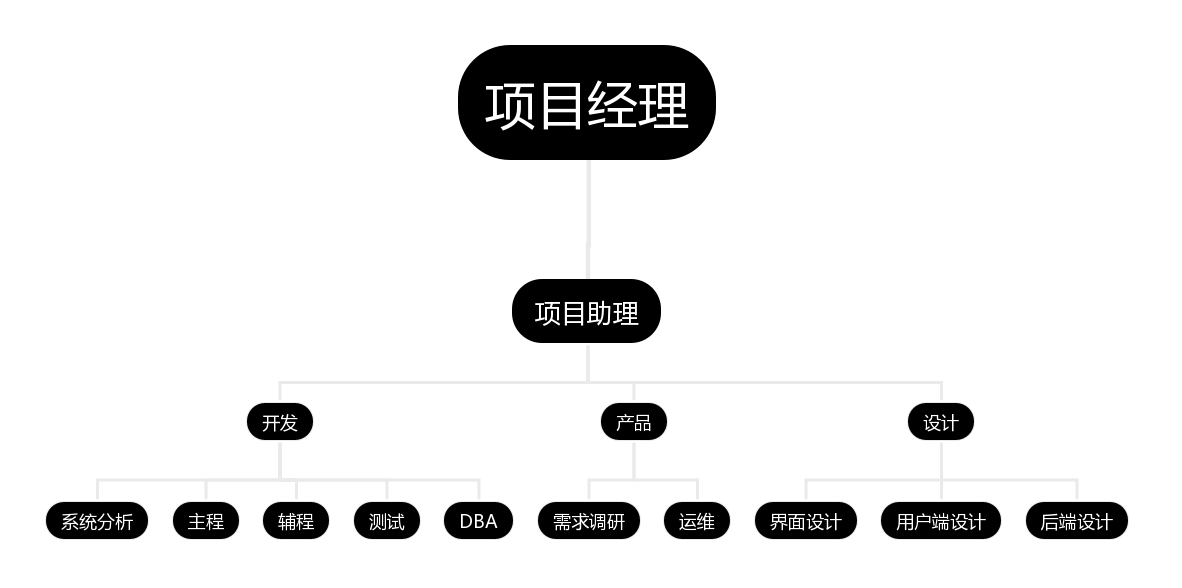 项目经理
项目助理
开发
产品
设计
系统分析
主程
辅程
测试
DBA
需求调研
运维
界面设计
用户端设计
后端设计